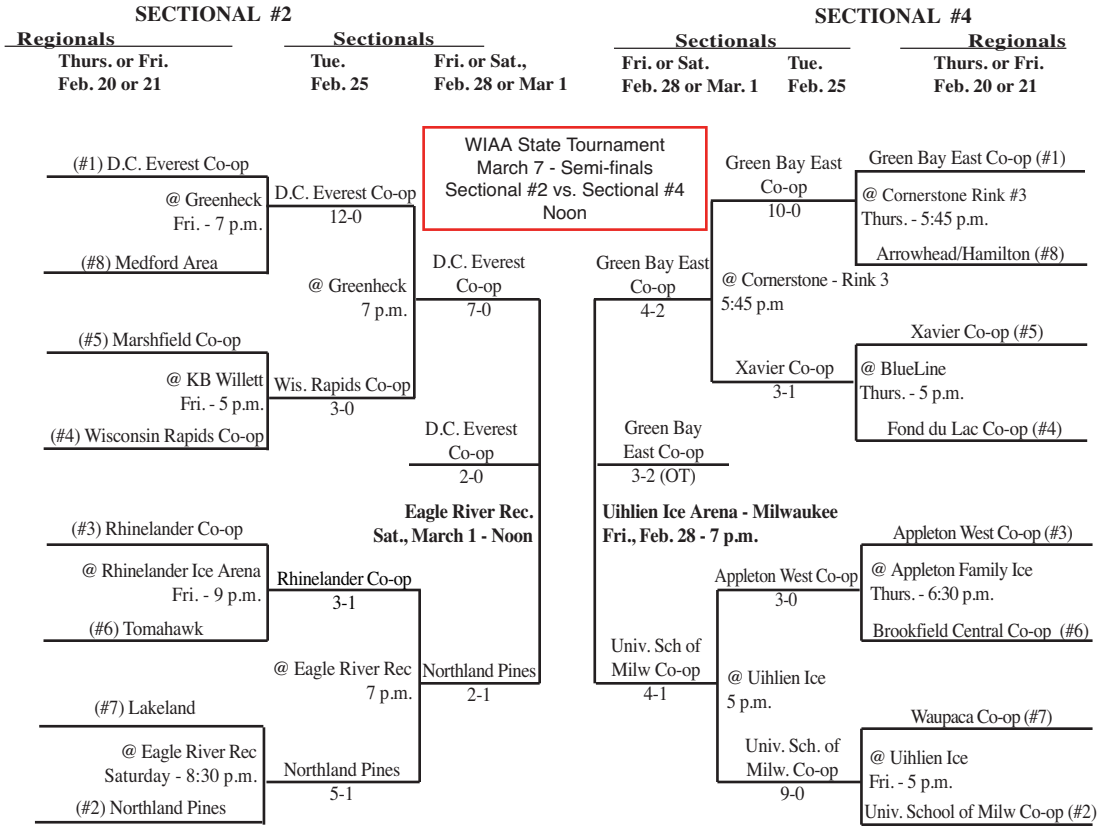 SECTIONAL #2
Regionals
Sectionals
Thurs. or Fri.
Feb. 20 or 21
Tue.
Feb. 25
Fri. or Sat.,
Feb. 28 or Mar 1
(#1) D.C. Everest Co-op
@ Greenheck
Fri. - 7 p.m.
(#8) Medford Area
D.C. Everest Co-op
12-0
@ Greenheck
7 p.m.
(#5) Marshfield Co-op
@ KB Willett
Fri. - 5 p.m.
(#4) Wisconsin Rapids Co-op
Wis. Rapids Co-op
3-0
D.C. Everest
Co-op
7-0
D.C. Everest
Co-op
2-0
Eagle River Rec.
Sat., March 1 - Noon
(#3) Rhinelander Co-op
@ Rhinelander Ice Arena
Fri. - 9 p.m.
(#6) Tomahawk
Rhinelander Co-op
3-1
@ Eagle River Rec
7 p.m.
Northland Pines
2-1
(#7) Lakeland
@ Eagle River Rec
Saturday - 8:30 p.m.
(#2) Northland Pines
Northland Pines
5-1
WIAA State Tournament
March 7 - Semi-finals
Sectional #2 vs. Sectional #4
Noon
SECTIONAL #4
Sectionals
Regionals
Fri. or Sat.
Feb. 28 or Mar. 1
Tue.
Feb. 25
Thurs. or Fri.
Feb. 20 or 21
Green Bay East
Co-op
10-0
Green Bay East Co-op (#1)
@ Cornerstone Rink #3
Thurs. - 5:45 p.m.
Arrowhead/Hamilton (#8)
Green Bay East
Co-op
4-2
@ Cornerstone - Rink 3
5:45 p.m
Xavier Co-op
3-1
Xavier Co-op (#5)
@ BlueLine
Thurs. - 5 p.m.
Fond du Lac Co-op (#4)
Green Bay
East Co-op
3-2 (OT)
Uihlien Ice Arena - Milwaukee
Fri., Feb. 28 - 7 p.m.
Appleton West Co-op
3-0
Appleton West Co-op (#3)
@ Appleton Family Ice
Thurs. - 6:30 p.m.
Brookfield Central Co-op (#6)
Univ. Sch of
Milw Co-op
4-1
@ Uihlien Ice
5 p.m.
Univ. Sch. of
Milw. Co-op
9-0
Waupaca Co-op (#7)
@ Uihlien Ice
Fri. - 5 p.m.
Univ. School of Milw Co-op (#2)